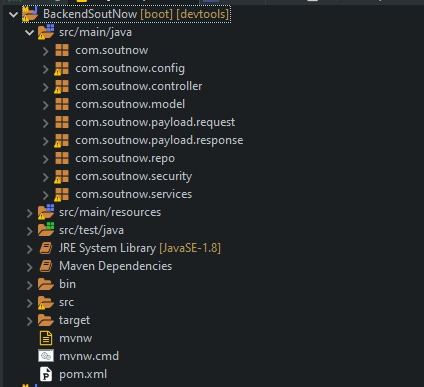 BackendSoutNow [boot] [devtools]
src/main/java
com.soutnow
com.soutnow.config
com.soutnow.controller
com.soutnow.model
com.soutnow.payload.request
com.soutnow.payload.response
com.soutnow.repo
com.soutnow.security
com.soutnow.services
src/main/resources
src/test/java
JRE System Library [JavaSE-1.8]
Maven Dependencies
bin
src
target
mvnw
mvnw.cmd
pom.xml